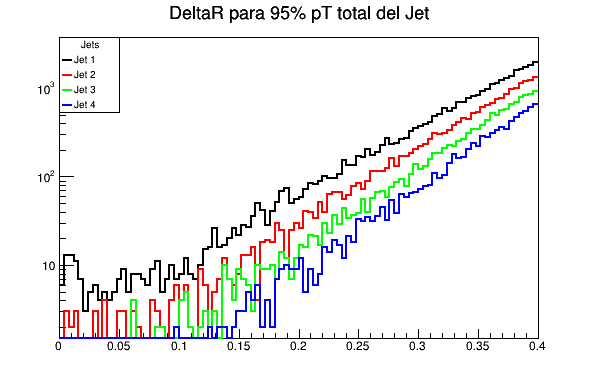 DeltaR para 95% pT total del Jet
Jets
Jet 1
Jet 2
Jet 3
Jet 4
10³
10²
10
0 0.05 0.1 0.15 0.2 0.25 0.3 0.35 0.4